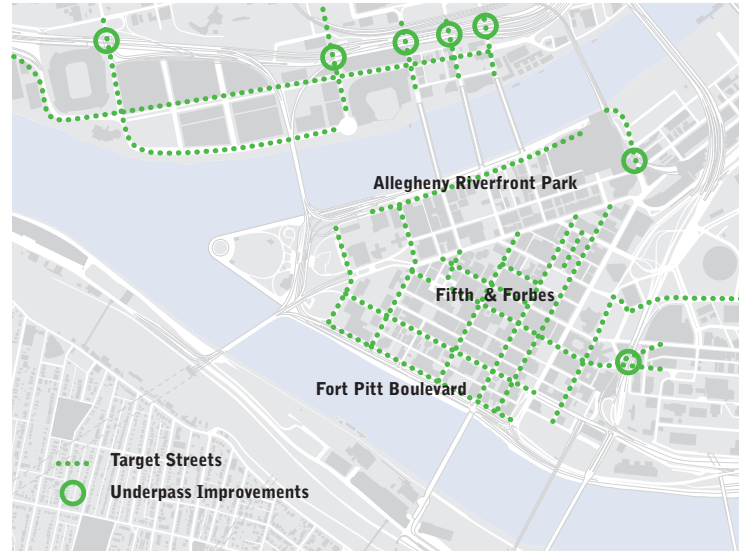 Allegheny Riverfront Park
Fifth & Forbes
Fort Pitt Boulevard
Target Streets
Underpass Improvements